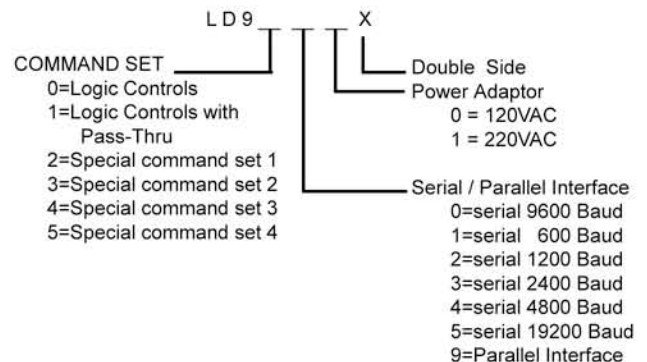 LD9_ _ _ X
COMMAND SET
0=Logic Controls
1=Logic Controls with
Pass-Thru
2=Special command set 1
3=Special command set 2
4=Special command set 3
5=Special command set 4
Double Side
Power Adaptor
0 = 120VAC
1 = 220VAC
Serial / Parallel Interface
0=serial 9600 Baud
1=serial 600 Baud
2=serial 1200 Baud
3=serial 2400 Baud
4=serial 4800 Baud
5=serial 19200 Baud
9=Parallel Interface